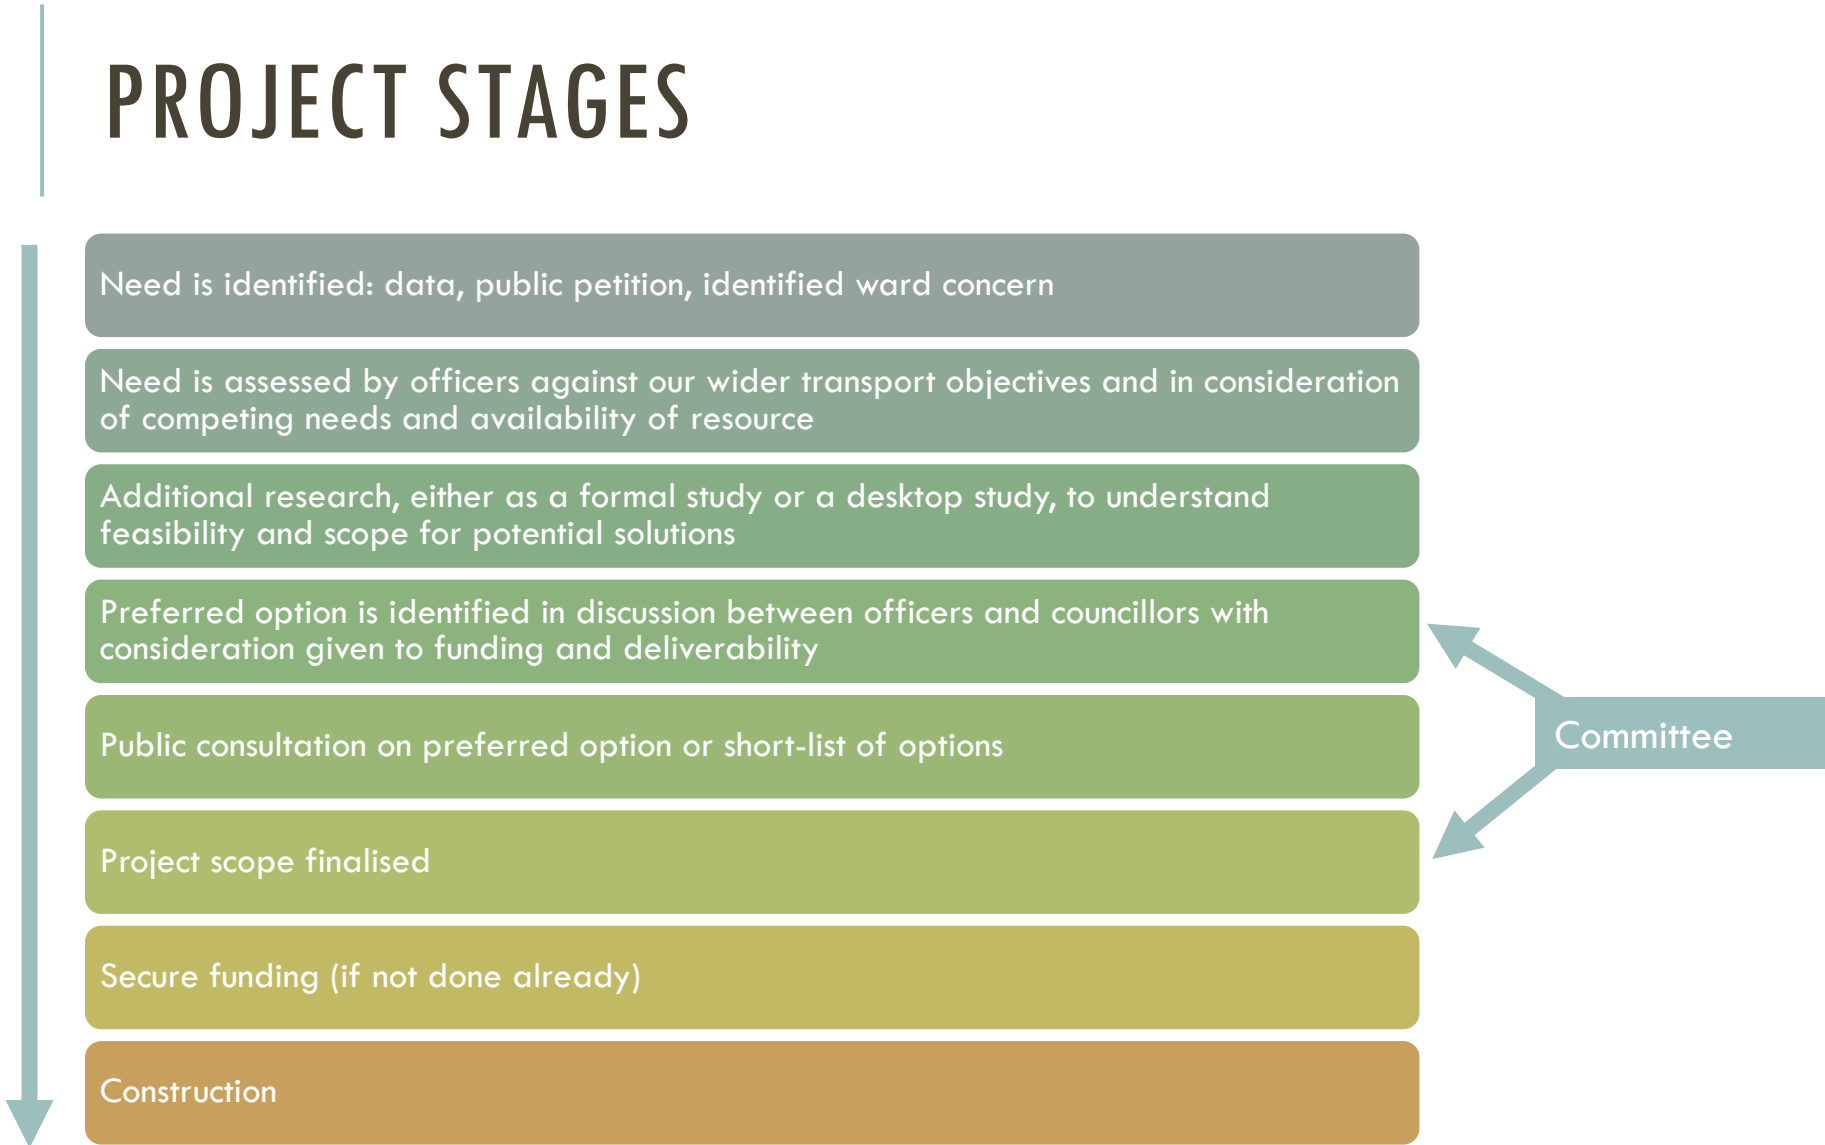 PROJECT STAGES
Need is identified: data, public petition, identified ward concern
Need is assessed by officers against our wider transport objectives and in consideration
of competing needs and availability of resource
Additional research, either as a formal study or a desktop study, to understand
feasibility and scope for potential solutions
Preferred option is identified in discussion between officers and councillors with
consideration given to funding and deliverability
Public consultation on preferred option or short-list of options
Committee
Project scope finalised
Secure funding (if not done already)
Construction